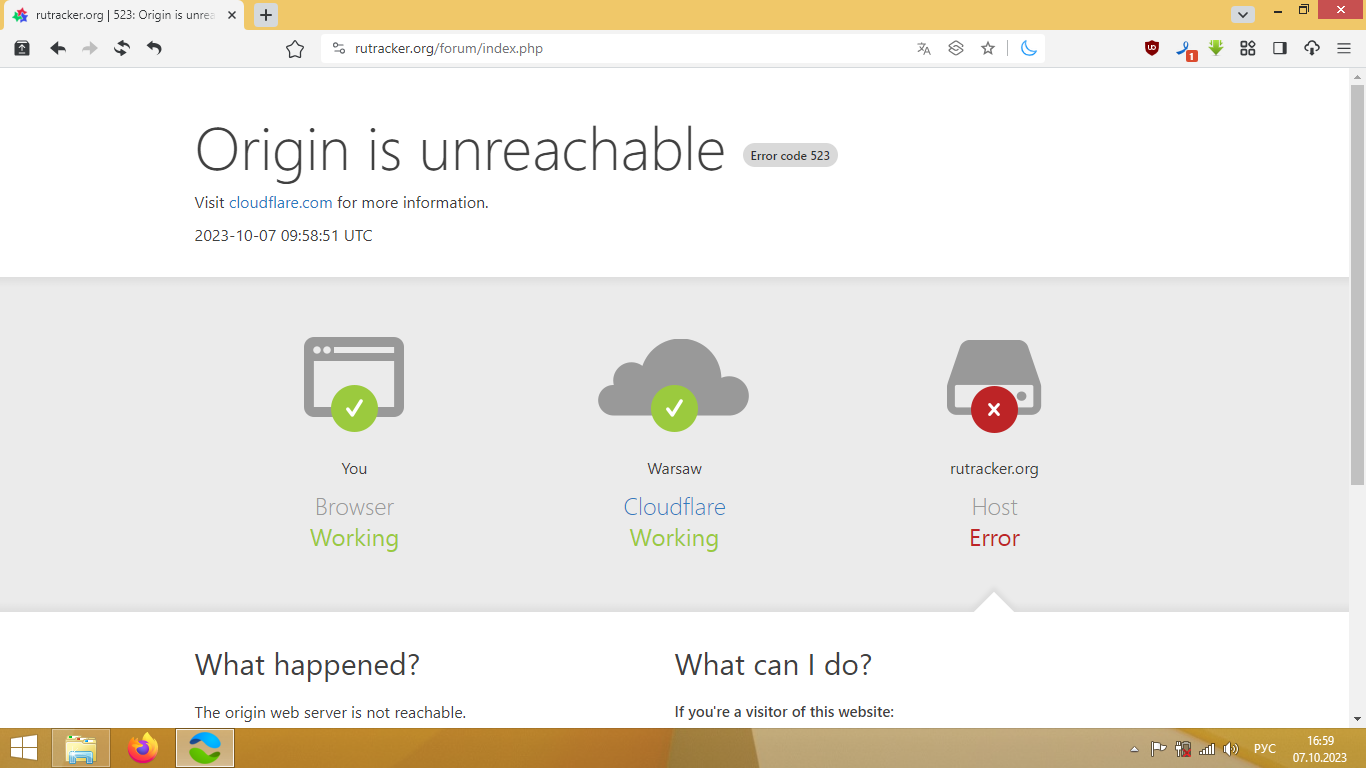 rutracker.org | 523: Origin is unrea
rutracker.org/forum/index.php
1
Origin is unreachable Error code 523
Visit cloudflare.com for more information.
2023-10-07 09:58:51 UTC
You
Browser
Working
Warsaw
Cloudflare
Working
rutracker.org
Host
Error
What happened?
The origin web server is not reachable.
What can I do?
If you're a visitor of this website:
РУС
16:59
07.10.2023